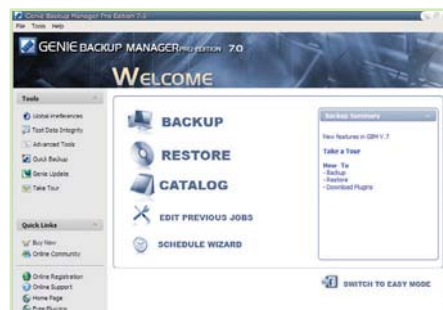 Genie Backup Manager Pro Edition 7.0
File Tools Help
GENIE BACKUP MANAGER PRO EDITION 7.0
WELCOME
Tools
Global Preferences
Test Data Integrity
Advanced Tools
Quick Backup
Genie Update
Take Tour
Quick Links
Buy Now
Online Community
Online Registration
Online Support
Home Page
Free Plugins
BACKUP
RESTORE
CATALOG
EDIT PREVIOUS JOBS
SCHEDULE WIZARD
Backup Summary
New features in GBM V.7
Take a Tour
How To
- Backup
- Restore
- Download Plugins
SWITCH TO EASY MODE